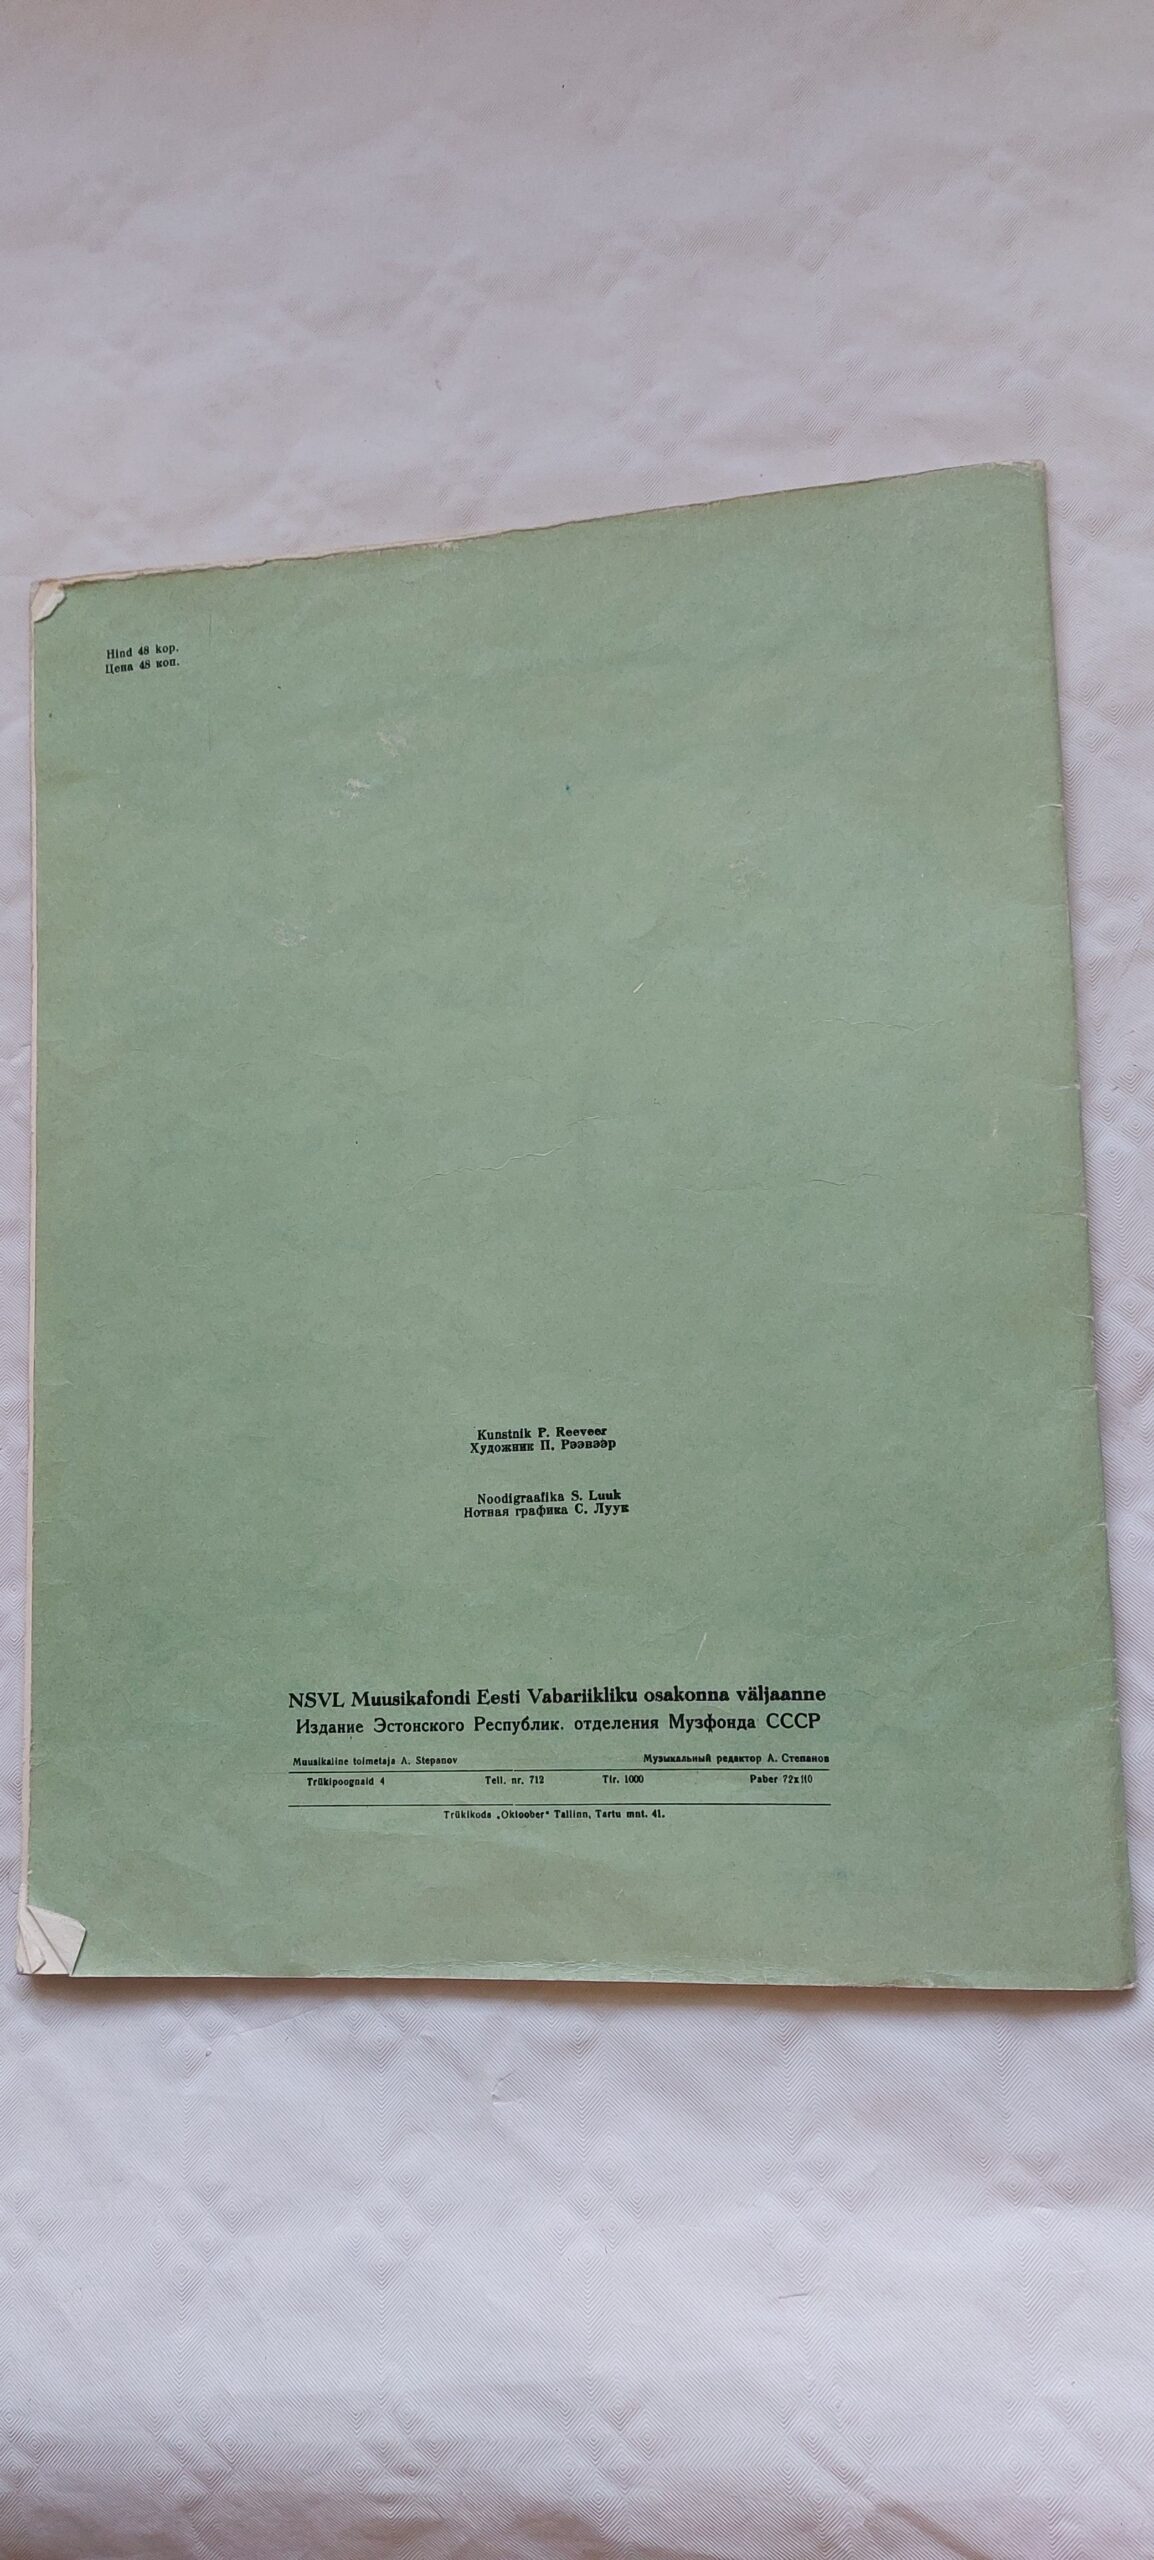 Hind 48 kop.
Цена 48 коп.
Kunstnik P. Reeveer
Художник П. Рээвээр
Noodigraafika S. Luuk
Нотная графика С. Луук
NSVL Muusikafondi Eesti Vabariikliku osakonna väljaanne
Издание Эстонского Республик. отделения Музфонда СССР
Muusikaline toimetaja A. Stepanov Музыкальный редактор А. Степанов
Trükipoognaid 4 Tell. nr. 712 Tir. 1000 Paber 72x110
Trükikoda „Oktoober“ Tallinn, Tartu mnt. 41.